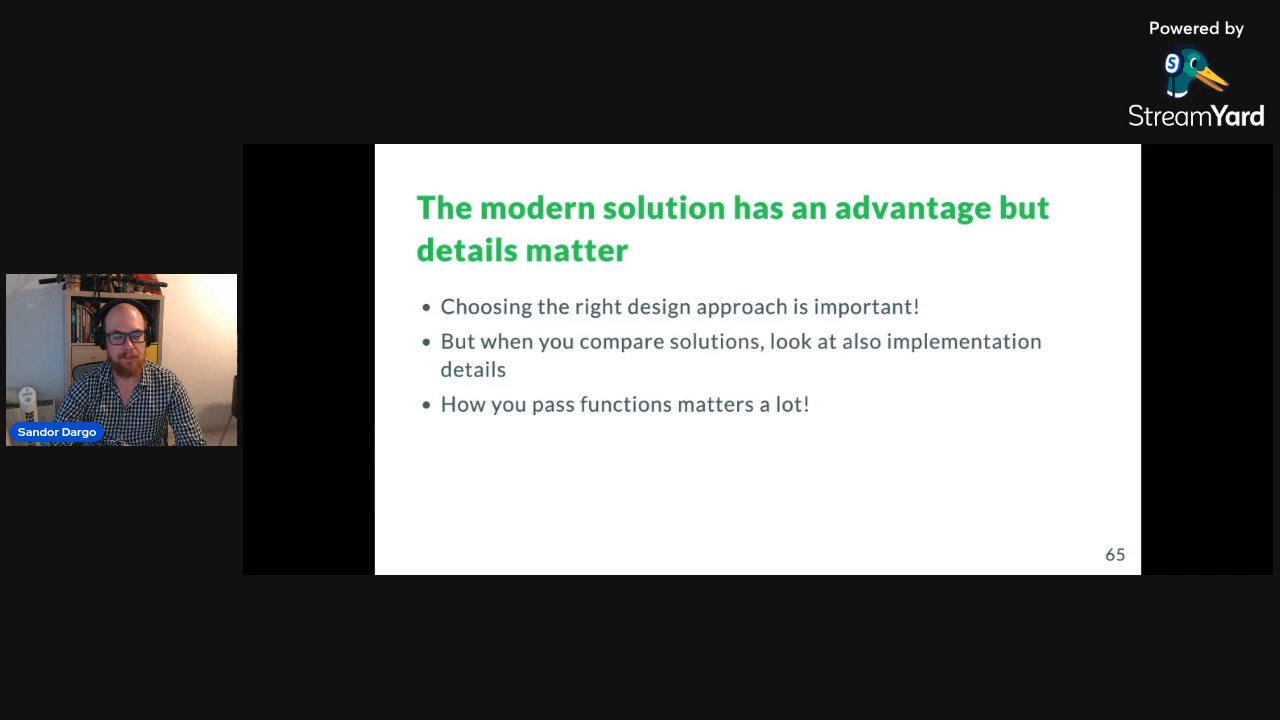 Powered by
S
StreamYard
The modern solution has an advantage but
details matter
• Choosing the right design approach is important!
• But when you compare solutions, look at also implementation
details
• How you pass functions matters a lot!
Sandor Dargo
65